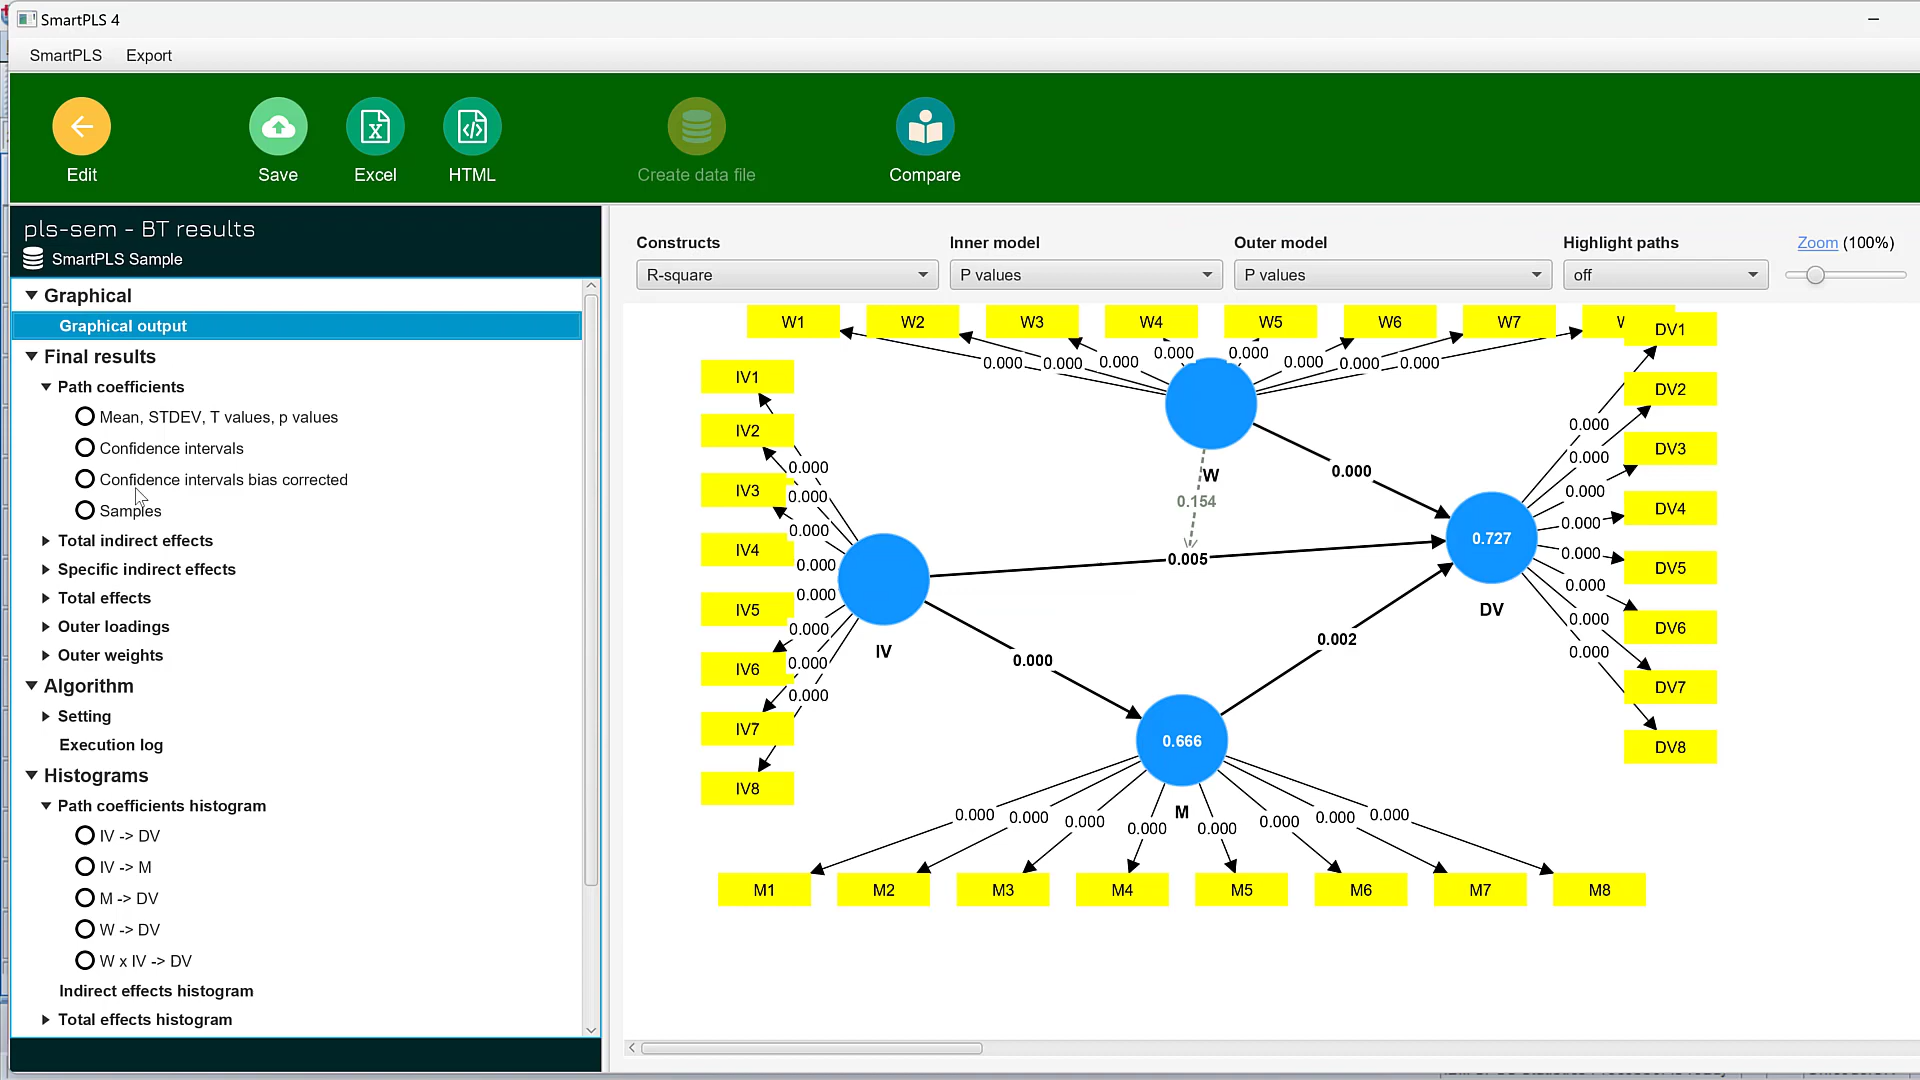 SmartPLS 4
SmartPLS Export
Edit Save Excel HTML Create data file Compare
pls-sem - BT results
SmartPLS Sample
Graphical
Graphical output
Final results
Path coefficients
Mean, STDEV, T values, p values
Confidence intervals
Confidence intervals bias corrected
Samples
Total indirect effects
Specific indirect effects
Total effects
Outer loadings
Outer weights
Algorithm
Setting
Execution log
Histograms
Path coefficients histogram
IV -> DV
IV -> M
M -> DV
W -> DV
W x IV -> DV
Indirect effects histogram
Total effects histogram
Constructs Inner model Outer model Highlight paths Zoom (100%)
R-square P values P values off
W1 W2 W3 W4 W5 W6 W7 W
0.000 0.000 0.000 0.000 0.000 0.000 0.000 0.000
W
0.154
IV1
IV2
IV3
IV4
IV5
IV6
IV7
IV8
0.000
0.000
0.000
0.000
0.000
0.000
0.000
0.000
IV
0.000
0.005
0.000
0.002
0.727
DV
0.000
0.000
0.000
0.000
0.000
0.000
0.000
0.000
DV1
DV2
DV3
DV4
DV5
DV6
DV7
DV8
0.666
M
0.000 0.000 0.000 0.000 0.000 0.000 0.000 0.000
M1 M2 M3 M4 M5 M6 M7 M8